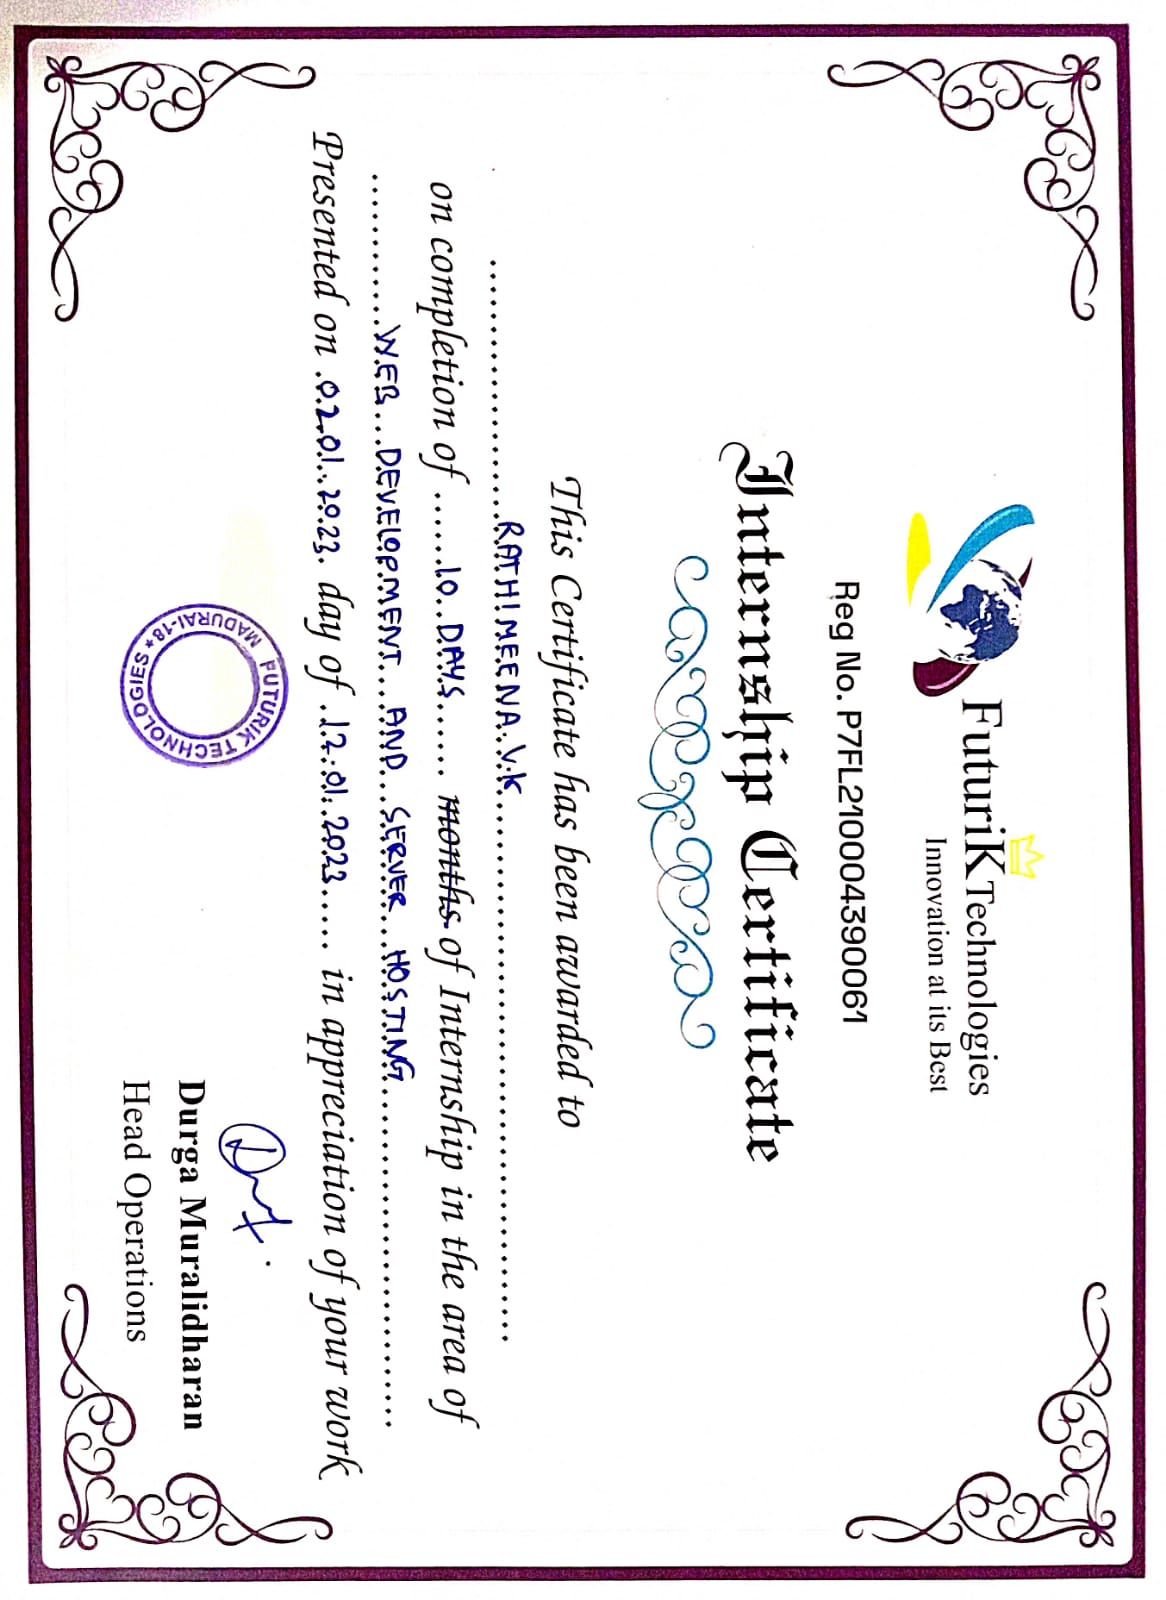 FuturiK Technologies
Innovation at its Best
Reg No. P7FL210004390061
Internship Certificate
This Certificate has been awarded to
....................RATHIMEENA.V.K..........................................
on completion of ......10..DAYS...... months of Internship in the area of
............WEB...DEVELOPMENT...AND...SERVER...HOSTING..........................
Presented on .02.01..2023. day of .12.01.2023..... in appreciation of your work
FUTURIK TECHNOLOGIES * MADURAI-18 *
Durga Muralidharan
Head Operations